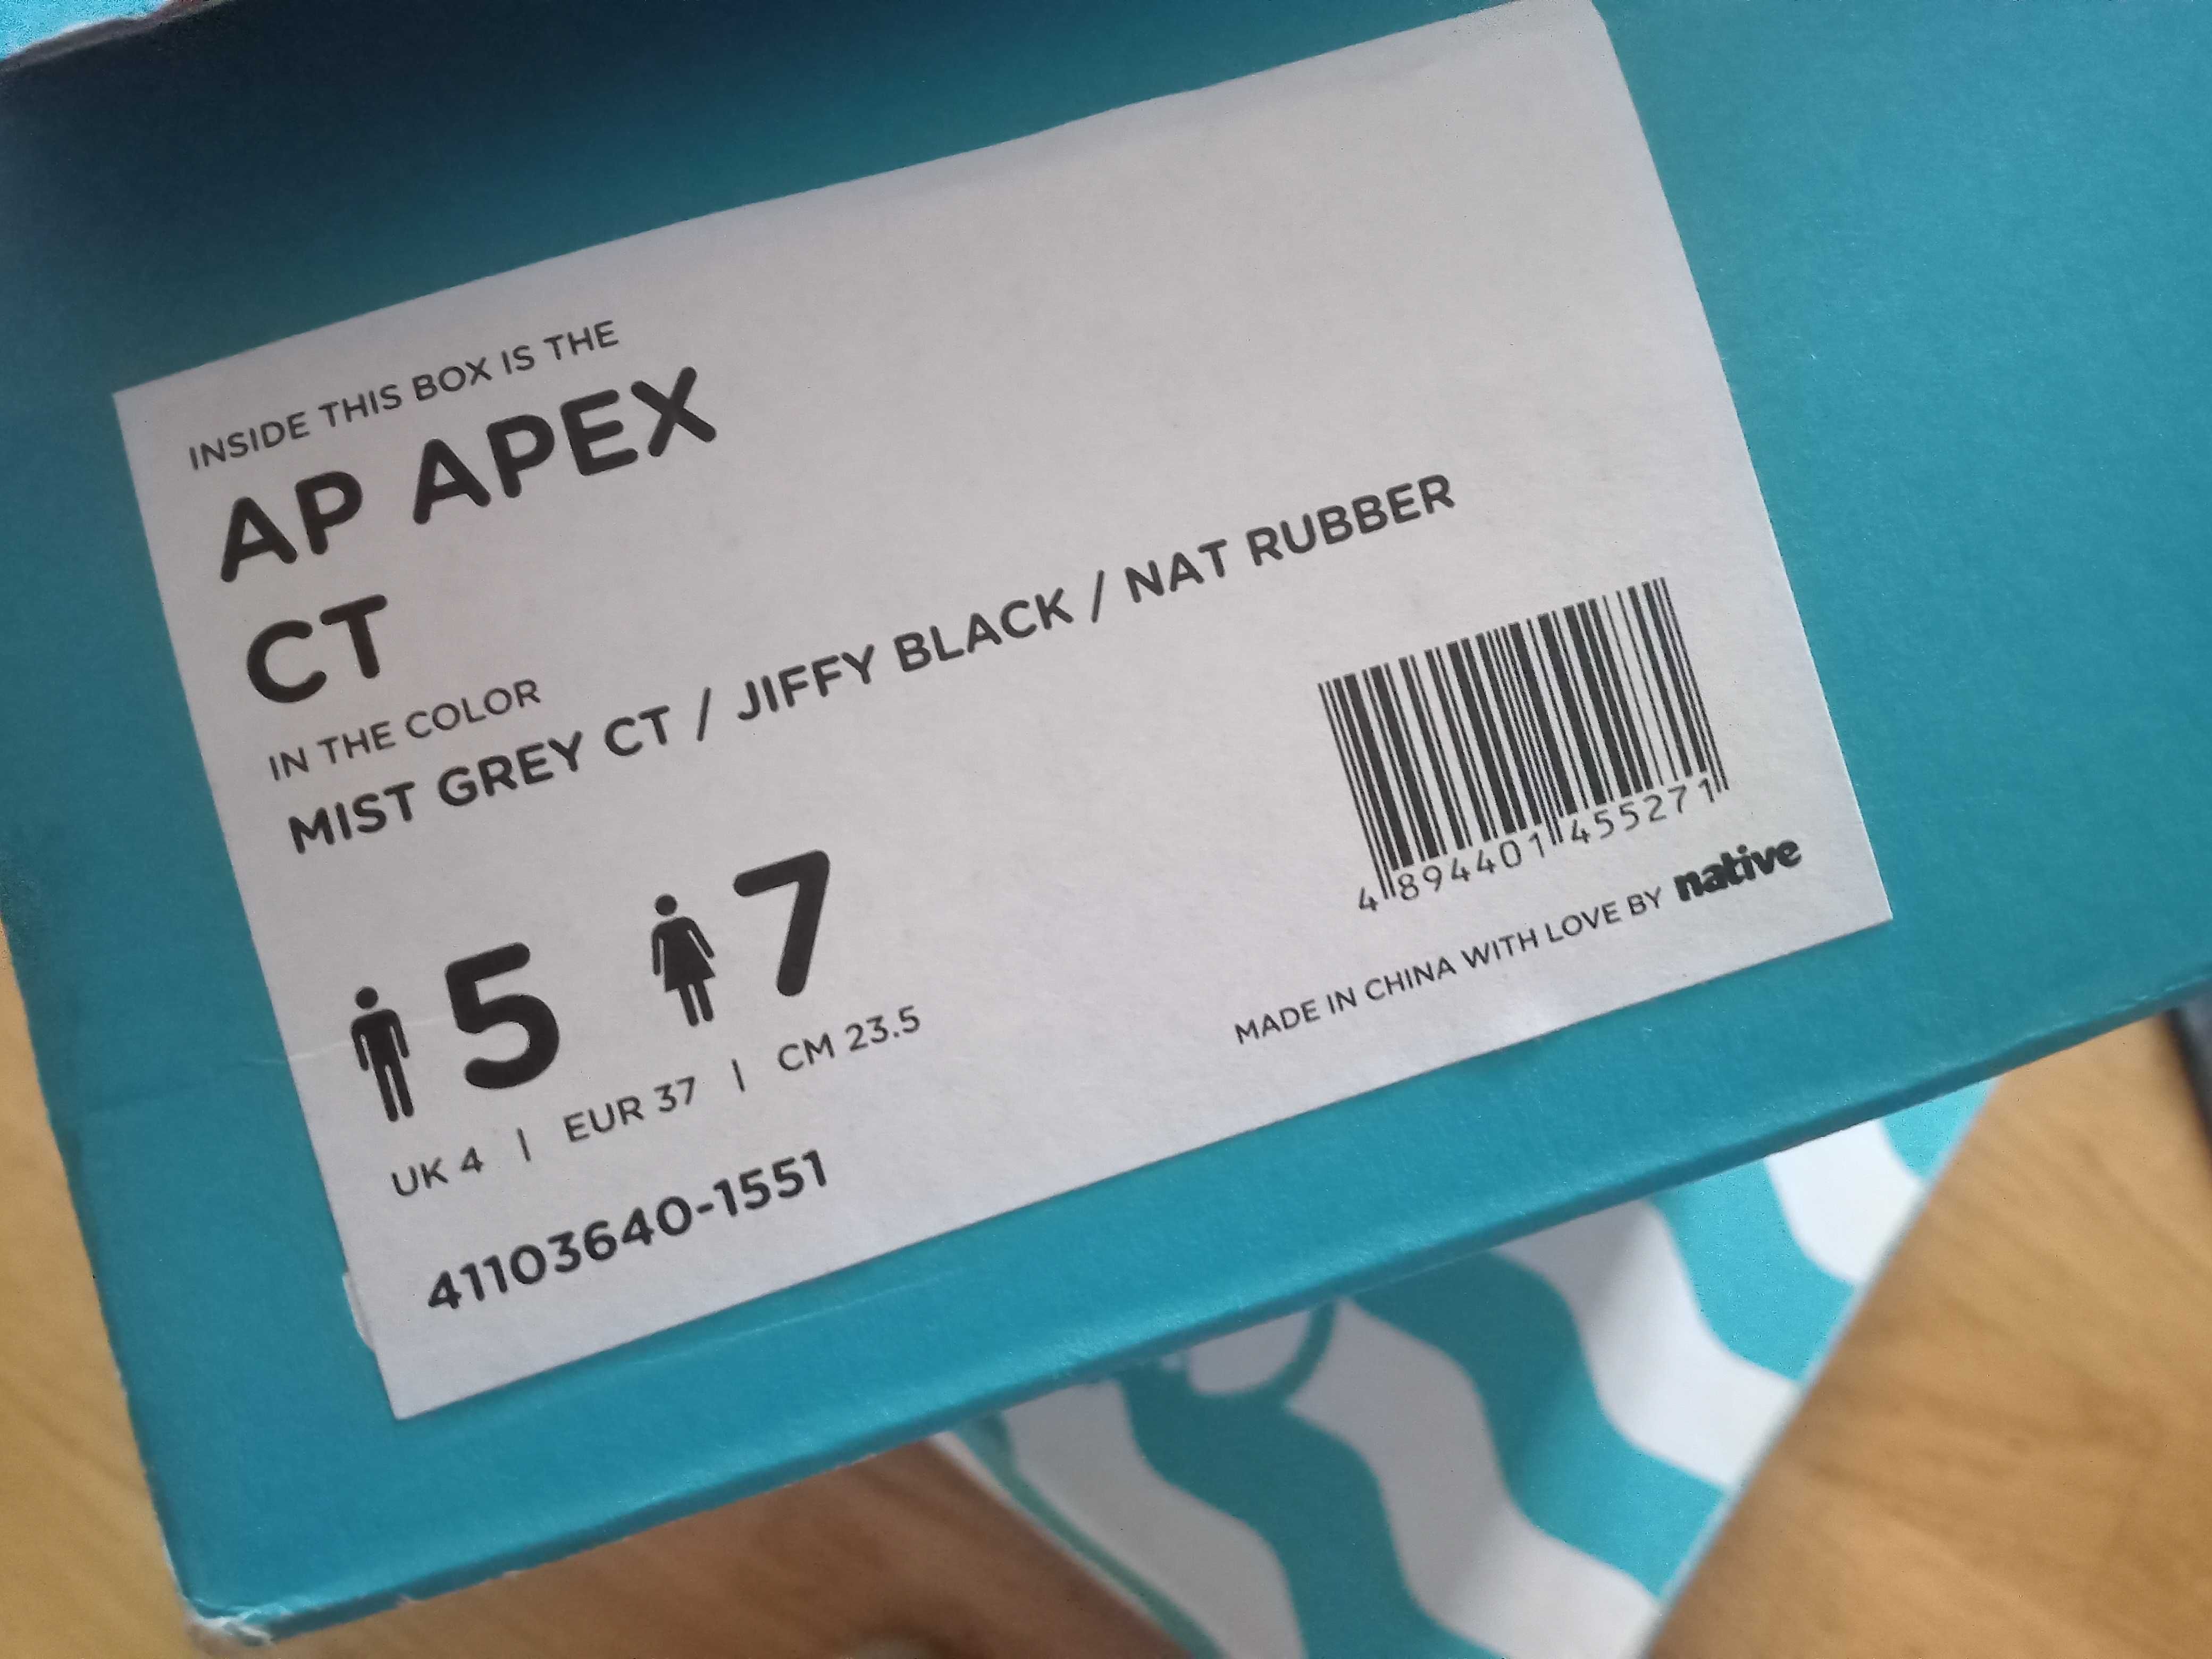 INSIDE THIS BOX IS THE
AP APEX
CT
IN THE COLOR
MIST GREY CT / JIFFY BLACK / NAT RUBBER
5 7
UK 4 | EUR 37 | CM 23.5
41103640-1551
4 894401 455271
MADE IN CHINA WITH LOVE BY native